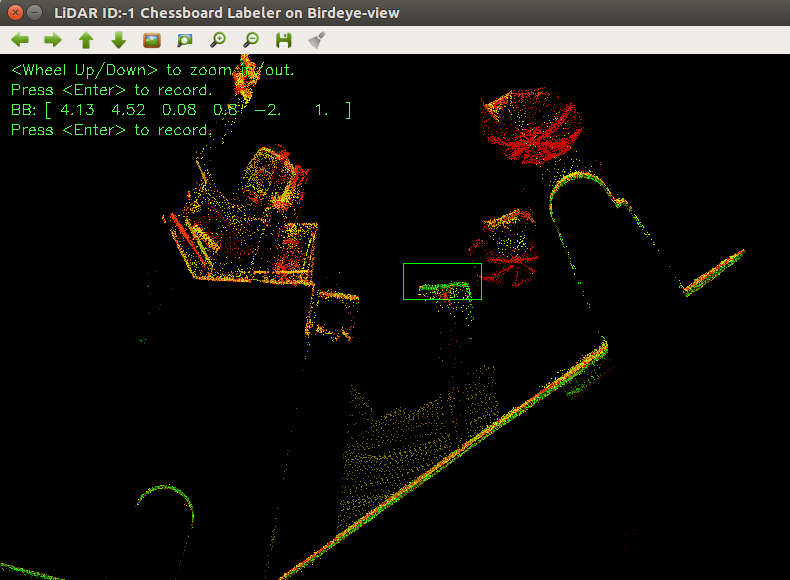 LiDAR ID:-1 Chessboard Labeler on Birdeye-view
<Wheel Up/Down> to zoom in/out.
Press <Enter> to record.
BB: [ 4.13 4.52 0.08 0.8 -2. 1. ]
Press <Enter> to record.